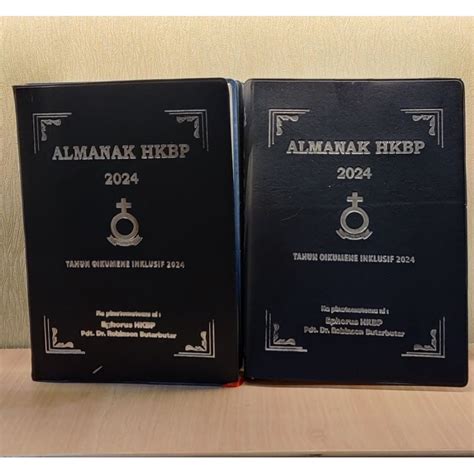 ALMANAK HKBP
2024
TAHUN OIKUMENE INKLUSIF 2024
Ephorus HKBP
Pdt. Dr. Robinson Butarbutar
ALMANAK HKBP
2024
TAHUN OIKUMENE INKLUSIF 2024
Ephorus HKBP
Pdt. Dr. Robinson Butarbutar